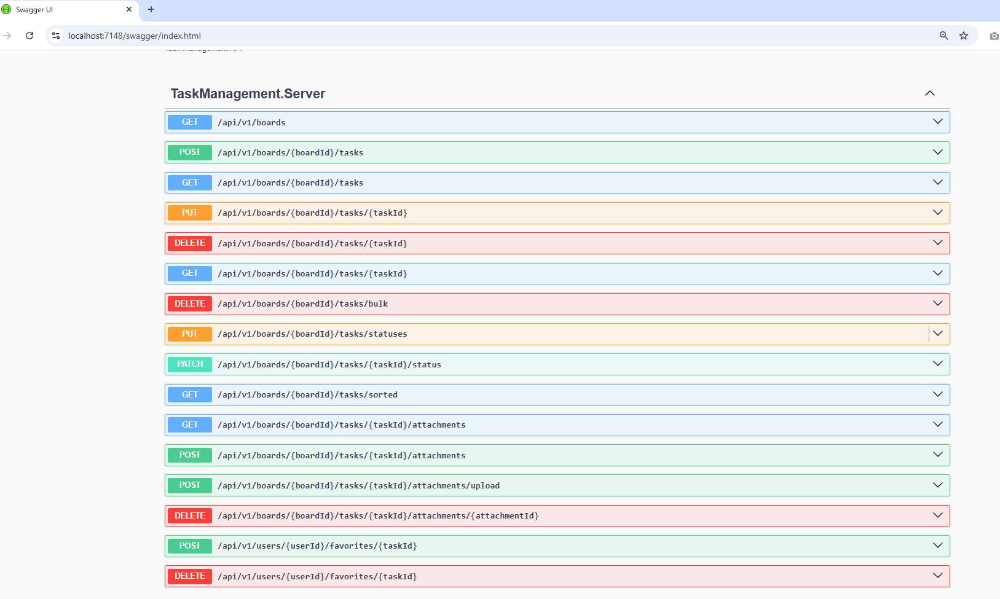 Swagger UI
localhost:7148/swagger/index.html
TaskManagement.Server
GET /api/v1/boards
POST /api/v1/boards/{boardId}/tasks
GET /api/v1/boards/{boardId}/tasks
PUT /api/v1/boards/{boardId}/tasks/{taskId}
DELETE /api/v1/boards/{boardId}/tasks/{taskId}
GET /api/v1/boards/{boardId}/tasks/{taskId}
DELETE /api/v1/boards/{boardId}/tasks/bulk
PUT /api/v1/boards/{boardId}/tasks/statuses
PATCH /api/v1/boards/{boardId}/tasks/{taskId}/status
GET /api/v1/boards/{boardId}/tasks/sorted
GET /api/v1/boards/{boardId}/tasks/{taskId}/attachments
POST /api/v1/boards/{boardId}/tasks/{taskId}/attachments
POST /api/v1/boards/{boardId}/tasks/{taskId}/attachments/upload
DELETE /api/v1/boards/{boardId}/tasks/{taskId}/attachments/{attachmentId}
POST /api/v1/users/{userId}/favorites/{taskId}
DELETE /api/v1/users/{userId}/favorites/{taskId}